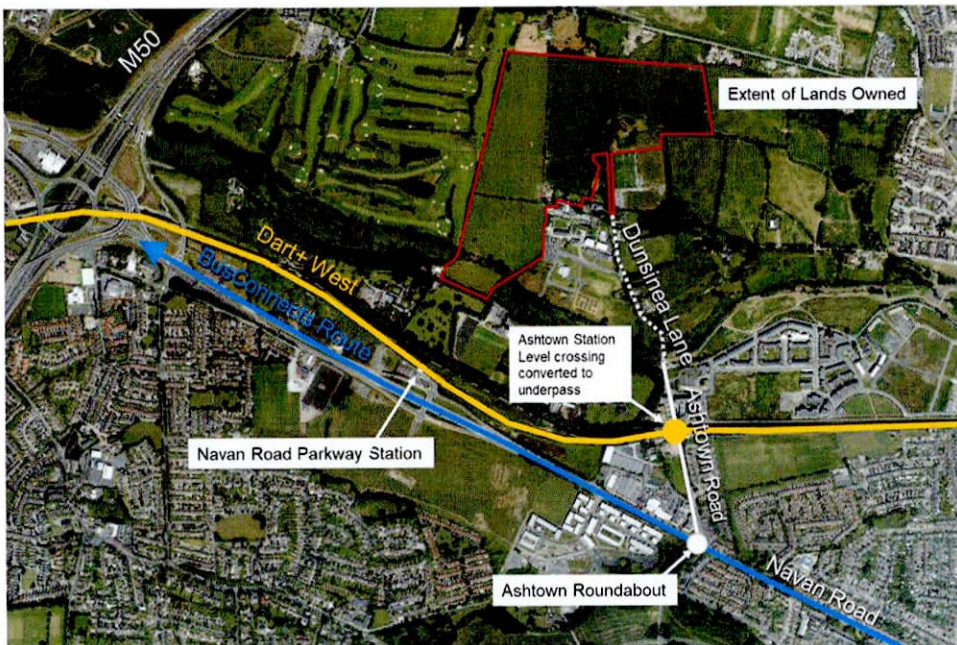 M50
Extent of Lands Owned
Dart+ West
BusConnects Route
Dunsinea Lane
Ashtown Station
Level crossing
converted to
underpass
Ashtown Road
Navan Road Parkway Station
Ashtown Roundabout
Navan Road